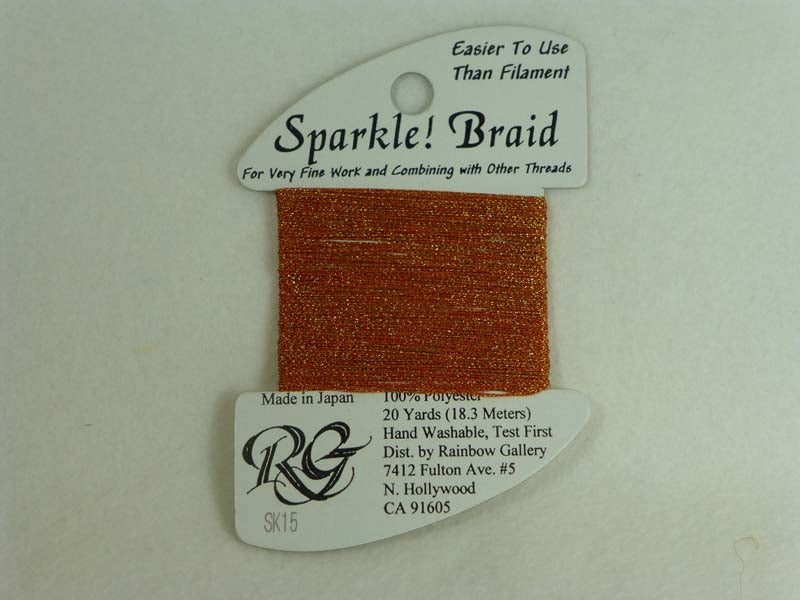 Easier To Use
Than Filament
Sparkle! Braid
For Very Fine Work and Combining with Other Threads
Made in Japan
100% Polyester
20 Yards (18.3 Meters)
Hand Washable, Test First
Dist. by Rainbow Gallery
7412 Fulton Ave. #5
N. Hollywood
CA 91605
RG
SK15